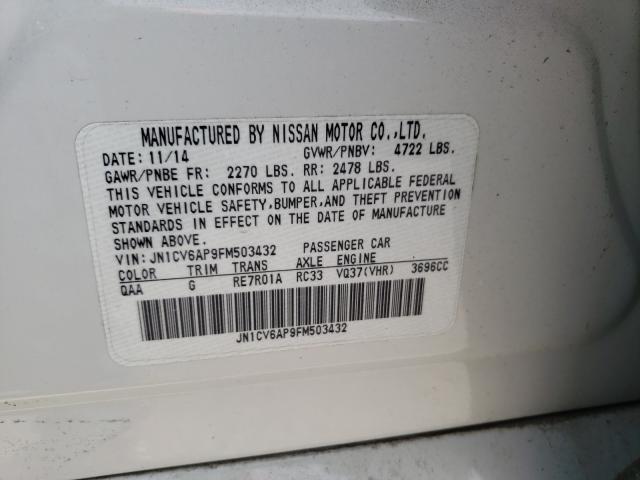 MANUFACTURED BY NISSAN MOTOR CO.,LTD.
DATE: 11/14 GVWR/PNBV: 4722 LBS.
GAWR/PNBE FR: 2270 LBS. RR: 2478 LBS.
THIS VEHICLE CONFORMS TO ALL APPLICABLE FEDERAL
MOTOR VEHICLE SAFETY,BUMPER,AND THEFT PREVENTION
STANDARDS IN EFFECT ON THE DATE OF MANUFACTURE
SHOWN ABOVE.
VIN: JN1CV6AP9FM503432 PASSENGER CAR
COLOR TRIM TRANS AXLE ENGINE
QAA G RE7R01A RC33 VQ37(VHR) 3696CC
JN1CV6AP9FM503432